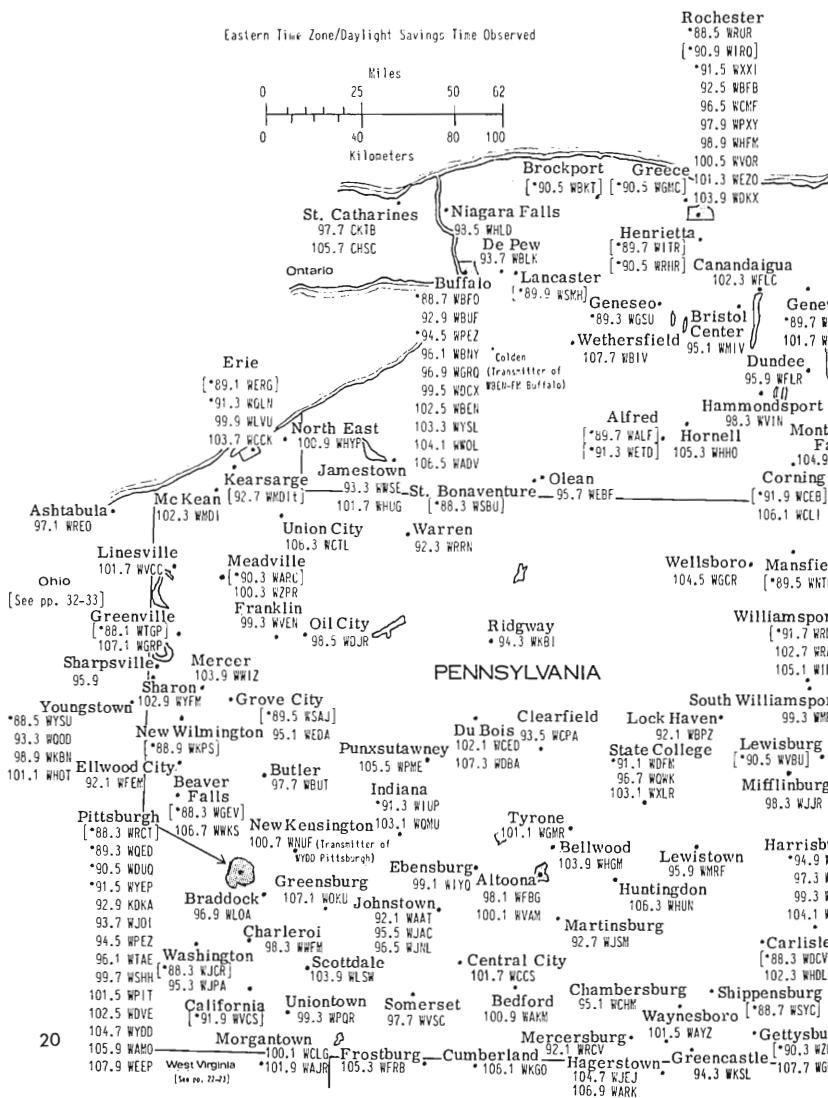 Eastern Time Zone/Daylight Savings Time Observed
Miles
0 25 50 62
0 40 80 100
Kilometers
Rochester
*88.5 WRUR
[*90.9 WIRQ]
*91.5 WXXI
92.5 WBFB
96.5 WCMF
97.9 WPXY
98.9 WHFM
100.5 WVOR
101.3 WEZO
103.9 WDKX
Brockport
[*90.5 WBKT]
Greece
[*90.5 WGMC]
St. Catharines
97.7 CKTB
105.7 CHSC
Niagara Falls
98.5 WHLD
De Pew
93.7 WBLK
Henrietta
[*89.7 WITR]
[*90.5 WRHR]
Canandaigua
102.3 WFLC
Ontario
Buffalo
*88.7 WBFO
92.9 WBUF
*94.5 WPEZ
96.1 WBNY
96.9 WGRQ
99.5 WDCX
102.5 WBEN
103.3 WYSL
104.1 WWOL
106.5 WADV
Lancaster
[*89.9 WSMH]
Geneseo
*89.3 WGSU
Bristol
Center
95.1 WMIV
Gene
*89.7 W
101.7 W
Wethersfield
107.7 WBIV
Colden
(Transmitter of
WBEN-FM Buffalo)
Dundee
95.9 WFLR
Erie
[*89.1 WERG]
*91.3 WGLN
99.9 WLVU
103.7 WCCK
North East
100.9 WHYP
Hammondsport
98.3 WVIN
Alfred
[*89.7 WALF]
[*91.3 WETD]
Hornell
105.3 WHHO
Mont
Fa
104.9
Kearsarge
[92.7 WMDIt]
Jamestown
93.3 WWSE
101.7 WHUG
St. Bonaventure
[*88.3 WSBU]
Olean
95.7 WEBF
Corning
[*91.9 WCEB]
106.1 WCLI
Ashtabula
97.1 WREO
McKean
102.3 WMDI
Union City
106.3 WCTL
Warren
92.3 WRRN
Linesville
101.7 WVCC
Meadville
[*90.3 WARC]
100.3 WZPR
Wellsboro
104.5 WGCR
Mansfie
[*89.5 WNT
Ohio
[See pp. 32-33]
Greenville
[*88.1 WTGP]
107.1 WGRP
Franklin
99.3 WVEN
Oil City
98.5 WDJR
Ridgway
94.3 WKBI
Williamspor
[*91.7 WR
102.7 WR
105.1 WI
Sharpsville
95.9
Mercer
103.9 WWIZ
PENNSYLVANIA
Sharon
102.9 WYFM
South Williamspor
99.3 WM
Youngstown
*88.5 WYSU
93.3 WQOD
98.9 WKBN
101.1 WHOT
Grove City
[*89.5 WSAJ]
95.1 WEDA
New Wilmington
[*88.9 WKPS]
Du Bois
102.1 WCED
107.3 WDBA
Clearfield
93.5 WCPA
Lock Haven
92.1 WBPZ
Punxsutawney
105.5 WPME
State College
*91.1 WDFM
96.7 WQWK
103.1 WXLR
Lewisburg
[*90.5 WVBU]
Ellwood City
92.1 WFEM
Butler
97.7 WBUT
Mifflinburg
98.3 WJJR
Beaver
Falls
[*88.3 WGEV]
106.7 WWKS
Indiana
*91.3 WIUP
103.1 WQMU
Pittsburgh
[*88.3 WRCT]
*89.3 WQED
*90.5 WDUQ
*91.5 WYEP
92.9 KDKA
93.7 WJOI
94.5 WPEZ
96.1 WTAE
99.7 WSHH
101.5 WPIT
102.5 WDVE
104.7 WYDD
105.9 WAMO
107.9 WEEP
New Kensington
100.7 WNUF (Transmitter of
WYDD Pittsburgh)
Tyrone
101.1 WGMR
Bellwood
103.9 WHGM
Lewistown
95.9 WMRF
Harrisb
*94.9
97.3
99.3
104.1
Ebensburg
99.1 WIYQ
Altoona
98.1 WFBG
100.1 WVAM
Huntingdon
106.3 WHUN
Braddock
96.9 WLOA
Greensburg
107.1 WOKU
Johnstown
92.1 WAAT
95.5 WJAC
96.5 WJNL
Martinsburg
92.7 WJSM
Charleroi
98.3 WWFM
Carlisle
[*88.3 WDCV
102.3 WHDL
Washington
[*88.3 WJCR]
95.3 WJPA
Scottdale
103.9 WLSW
Central City
101.7 WCCS
Chambersburg
95.1 WCHM
Shippensburg
[*88.7 WSYC]
California
[*91.9 WVCS]
Uniontown
99.3 WPQR
Somerset
97.7 WVSC
Bedford
100.9 WAKM
Waynesboro
101.5 WAYZ
20
Morgantown
100.1 WCLG
101.9 WAJR
West Virginia
[See pp. 22-23]
Frostburg
105.3 WFRB
Cumberland
106.1 WKGO
Mercersburg
92.1 WRCV
Hagerstown
104.7 WJEJ
106.9 WARK
Greencastle
94.3 WKSL
Gettysbu
[*90.3 WZ
107.7 WG